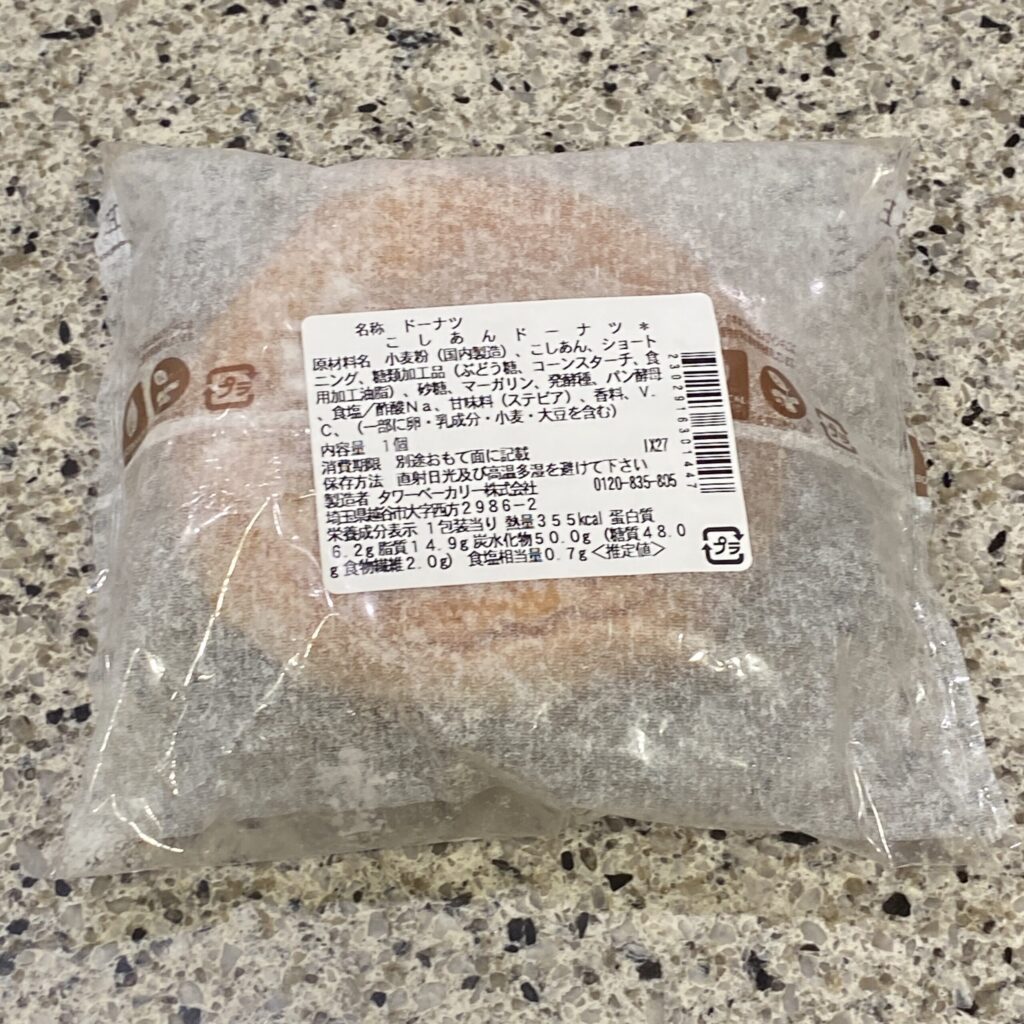 名称 ドーナツ
こしあんドーナツ*
原材料名 小麦粉(国内製造)、こしあん、ショート
ニング、糖類加工品(ぶどう糖、コーンスターチ、食
用加工油脂)、砂糖、マーガリン、発酵種、パン酵母
、食塩/酢酸Na、甘味料(ステビア)、香料、V.
C、(一部に卵・乳成分・小麦・大豆を含む)
内容量 1個
消費期限 別途おもて面に記載 IX27
保存方法 直射日光及び高温多湿を避けて下さい
製造者 タワーベーカリー株式会社 0120-835-805
埼玉県越谷市大字西方2986-2
栄養成分表示 1包装当り 熱量355kcal 蛋白質
6.2g 脂質14.9g 炭水化物50.0g (糖質48.0
g 食物繊維2.0g) 食塩相当量0.7g <推定値>
2302916301447
プラ
プラ